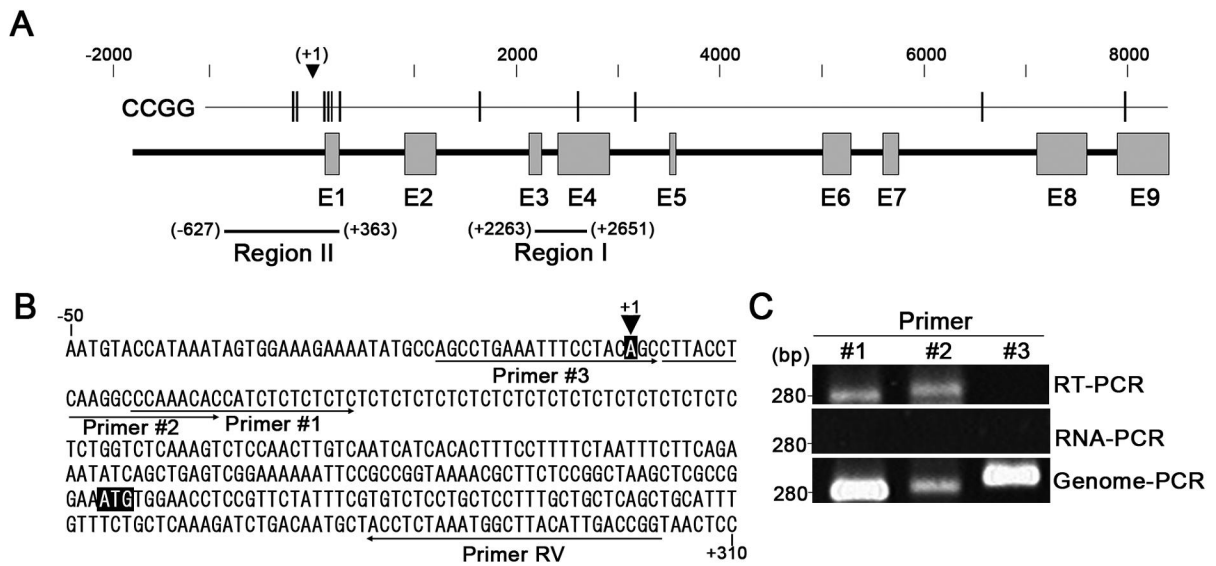 A
-2000
(+1)
2000
4000
6000
8000
CCGG
E1
E2
E3
E4
E5
E6
E7
E8
E9
(-627)
(+363)
(+2263)
(+2651)
Region II
Region I
B
-50
+1
AATGTACCATAAATAGTGGAAAGAAAATATGCCAGCCTGAAATTTCCTACAGCCTTACCT
Primer #3
CAAGGCCCAAACACCATCTCTCTCTCTCTCTCTCTCTCTCTCTCTCTCTCTCTCTCTCTC
Primer #2
Primer #1
TCTGGTCTCAAAGTCTCCAACTTGTCAATCATCACACTTTCCTTTTCTAATTTCTTCAGA
AATATCAGCTGAGTCGGAAAAAATTCCGCCGGTAAAACGCTTCTCCGGCTAAGCTCGCCG
GAAATGTGGAACCTCCGTTCTATTTCGTGTCTCCTGCTCCTTTGCTGCTCAGCTGCATTT
GTTTCTGCTCAAAGATCTGACAATGCTACCTCTAAATGGCTTACATTGACCGGTAACTCC
Primer RV
+310
C
Primer
(bp)
#1
#2
#3
280
RT-PCR
280
RNA-PCR
280
Genome-PCR